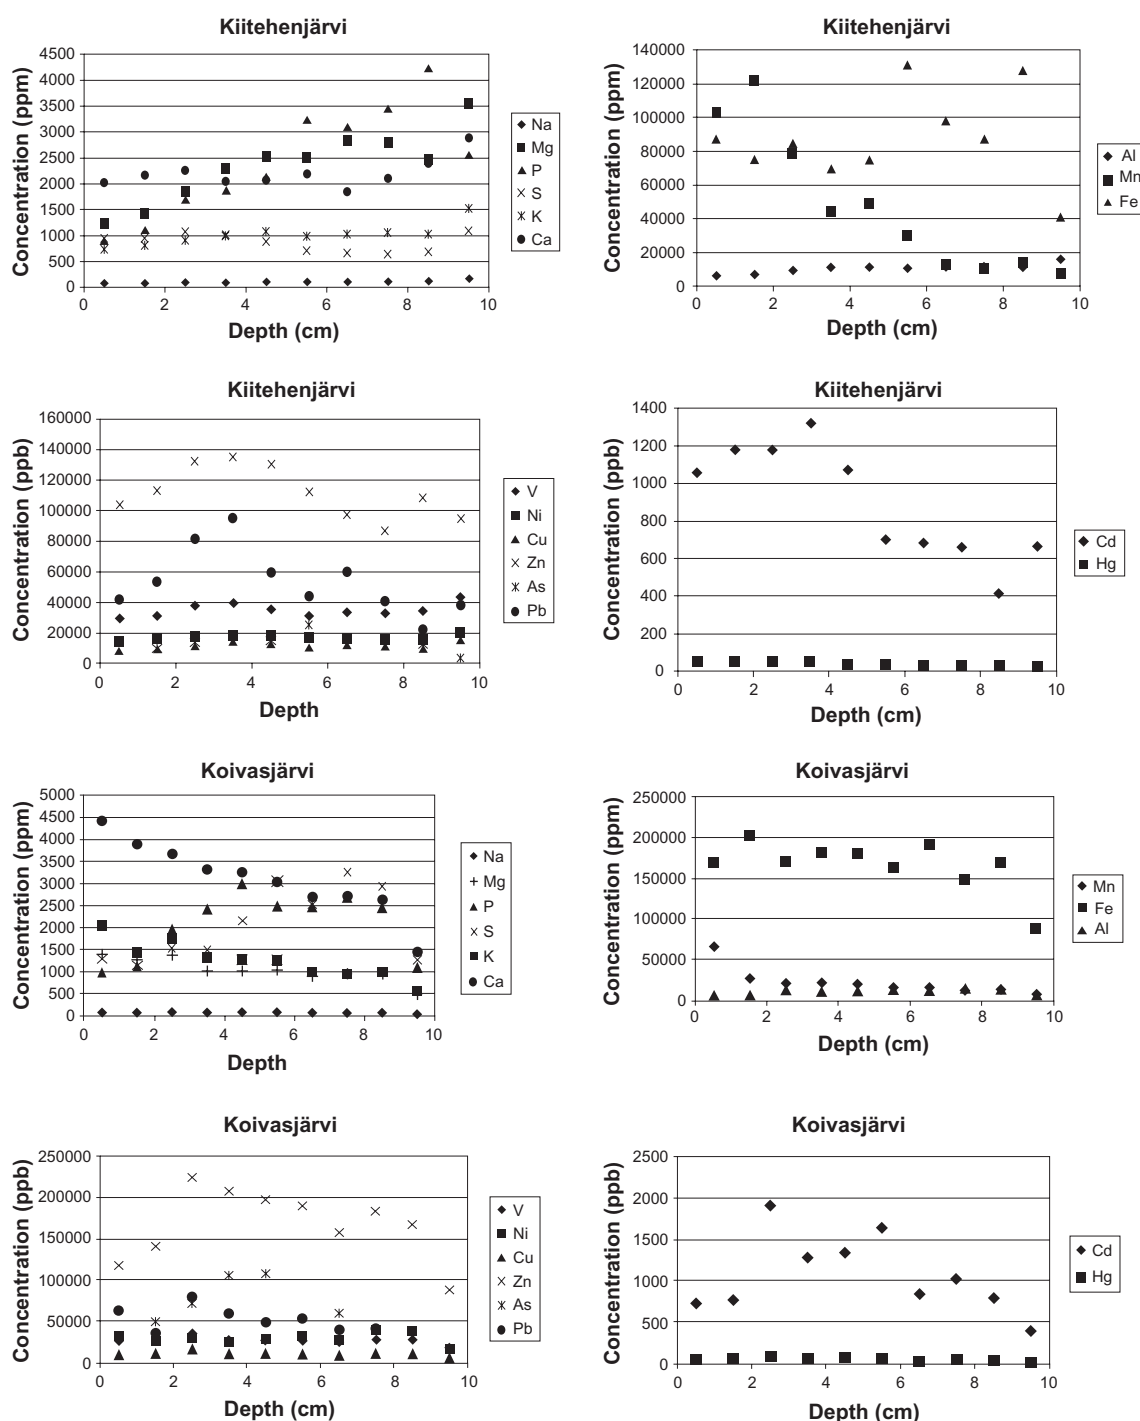 Kiitehenjärvi
4500
4000
3500
3000
2500
2000
1500
1000
500
0
Concentration (ppm)
0 2 4 6 8 10
Depth (cm)
Na
Mg
P
S
K
Ca
Kiitehenjärvi
140000
120000
100000
80000
60000
40000
20000
0
Concentration (ppm)
0 2 4 6 8 10
Depth (cm)
Al
Mn
Fe
Kiitehenjärvi
160000
140000
120000
100000
80000
60000
40000
20000
0
Concentration (ppb)
0 2 4 6 8 10
Depth
V
Ni
Cu
Zn
As
Pb
Kiitehenjärvi
1400
1200
1000
800
600
400
200
0
Concentration (ppb)
0 2 4 6 8 10
Depth (cm)
Cd
Hg
Koivasjärvi
5000
4500
4000
3500
3000
2500
2000
1500
1000
500
0
Concentration (ppm)
0 2 4 6 8 10
Depth
Na
Mg
P
S
K
Ca
Koivasjärvi
250000
200000
150000
100000
50000
0
Concentration (ppm)
0 2 4 6 8 10
Depth (cm)
Mn
Fe
Al
Koivasjärvi
250000
200000
150000
100000
50000
0
Concentration (ppb)
0 2 4 6 8 10
Depth (cm)
V
Ni
Cu
Zn
As
Pb
Koivasjärvi
2500
2000
1500
1000
500
0
Concentration (ppb)
0 2 4 6 8 10
Depth (cm)
Cd
Hg